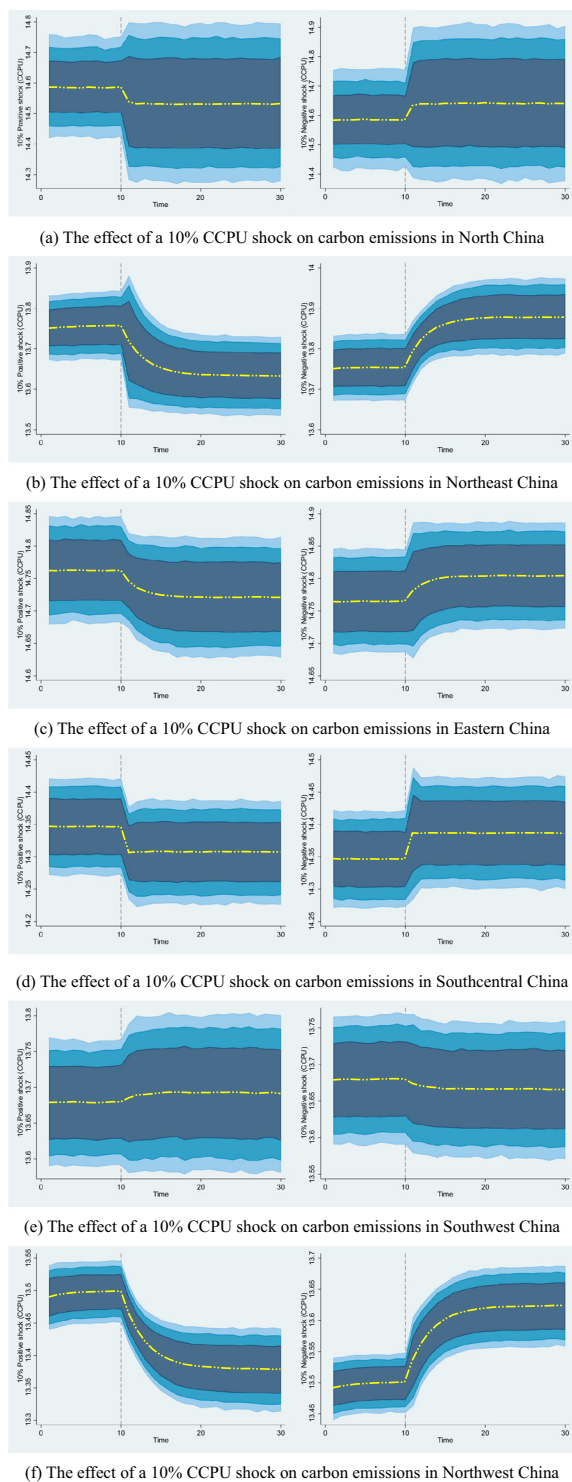 10% Positive shock (CCPU)
14.3 14.4 14.5 14.6 14.7 14.8
0 10 20 30
Time
10% Negative shock (CCPU)
14.4 14.5 14.6 14.7 14.8 14.9
0 10 20 30
Time
(a) The effect of a 10% CCPU shock on carbon emissions in North China
10% Positive shock (CCPU)
13.5 13.6 13.7 13.8 13.9
0 10 20 30
Time
10% Negative shock (CCPU)
13.6 13.7 13.8 13.9 14
0 10 20 30
Time
(b) The effect of a 10% CCPU shock on carbon emissions in Northeast China
10% Positive shock (CCPU)
14.6 14.65 14.7 14.75 14.8 14.85
0 10 20 30
Time
10% Negative shock (CCPU)
14.65 14.7 14.75 14.8 14.85 14.9
0 10 20 30
Time
(c) The effect of a 10% CCPU shock on carbon emissions in Eastern China
10% Positive shock (CCPU)
14.2 14.25 14.3 14.35 14.4 14.45
0 10 20 30
Time
10% Negative shock (CCPU)
14.25 14.3 14.35 14.4 14.45 14.5
0 10 20 30
Time
(d) The effect of a 10% CCPU shock on carbon emissions in Southcentral China
10% Positive shock (CCPU)
13.6 13.65 13.7 13.75 13.8
0 10 20 30
Time
10% Negative shock (CCPU)
13.55 13.6 13.65 13.7 13.75
0 10 20 30
Time
(e) The effect of a 10% CCPU shock on carbon emissions in Southwest China
10% Positive shock (CCPU)
13.3 13.35 13.4 13.45 13.5 13.55
0 10 20 30
Time
10% Negative shock (CCPU)
13.45 13.5 13.55 13.6 13.65 13.7
0 10 20 30
Time
(f) The effect of a 10% CCPU shock on carbon emissions in Northwest China